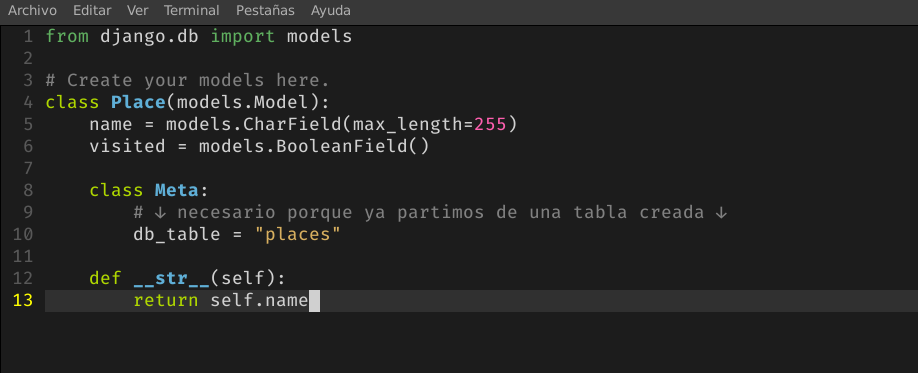 Archivo Editar Ver Terminal Pestañas Ayuda
1 from django.db import models
2
3 # Create your models here.
4 class Place(models.Model):
5     name = models.CharField(max_length=255)
6     visited = models.BooleanField()
7
8     class Meta:
9         # ↓ necesario porque ya partimos de una tabla creada ↓
10         db_table = "places"
11
12     def __str__(self):
13         return self.name